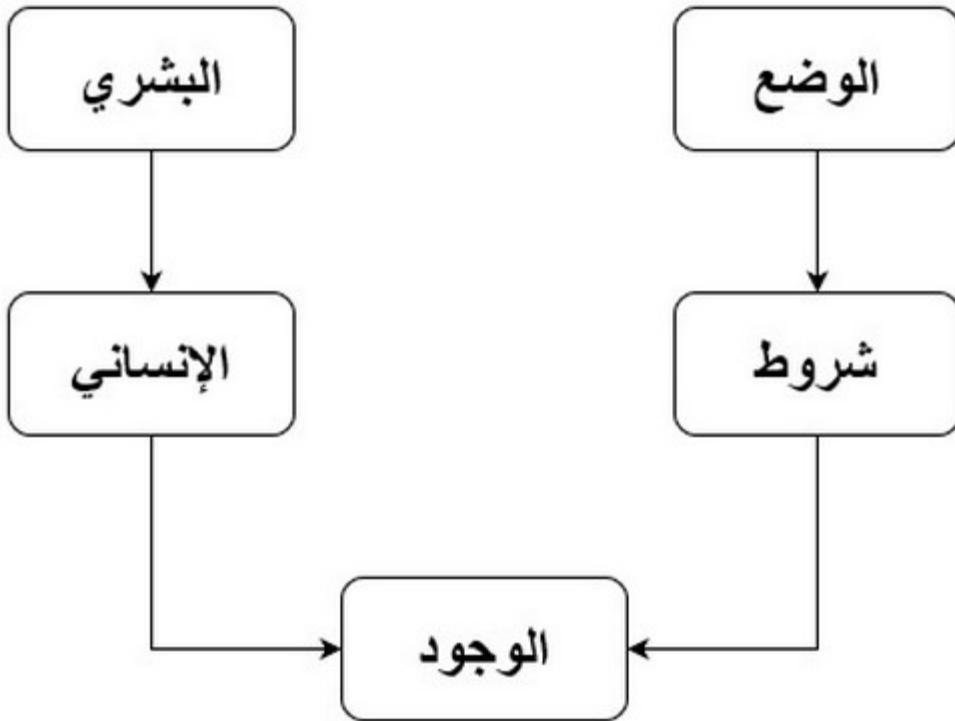 الوضع
البشري
شروط
الإنساني
الوجود